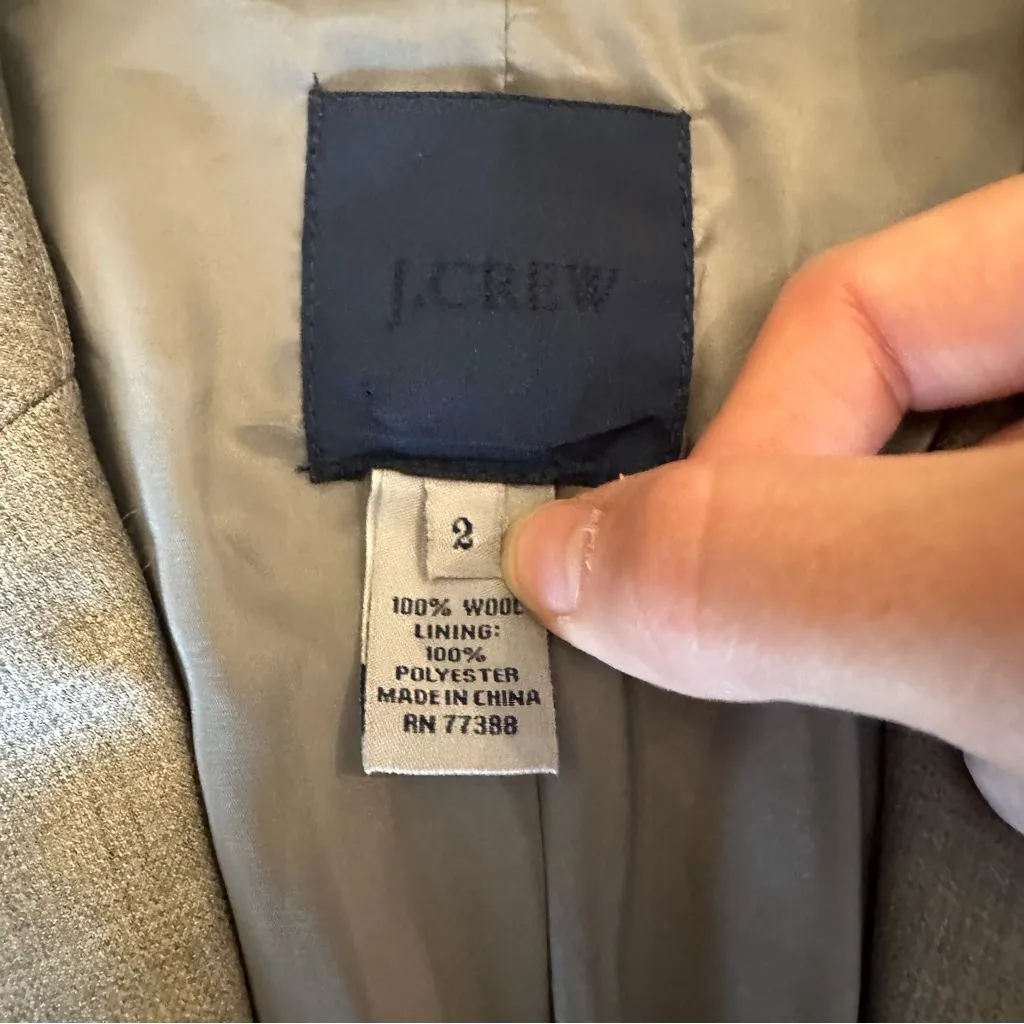 J.CREW
2
100% WOOL
LINING:
100%
POLYESTER
MADE IN CHINA
RN 77388